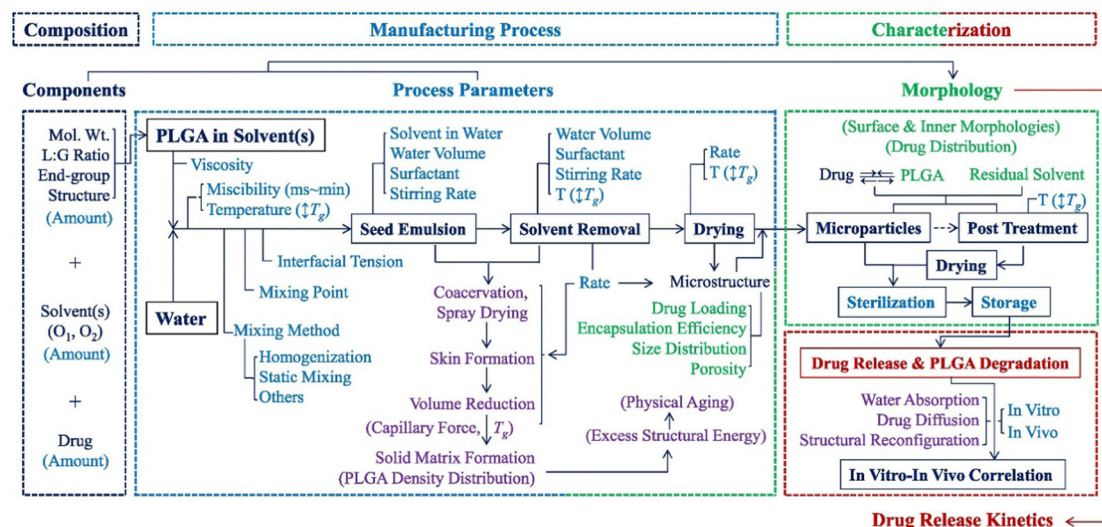 Composition
Manufacturing Process
Characterization
Components
Process Parameters
Morphology
Mol. Wt.
L:G Ratio
End-group
Structure
(Amount)
+
Solvent(s)
(O₁, O₂)
(Amount)
+
Drug
(Amount)
PLGA in Solvent(s)
Viscosity
Miscibility (ms~min)
Temperature (↕Tg)
Water
Interfacial Tension
Mixing Point
Mixing Method
Homogenization
Static Mixing
Others
Solvent in Water
Water Volume
Surfactant
Stirring Rate
Seed Emulsion
Water Volume
Surfactant
Stirring Rate
T (↕Tg)
Solvent Removal
Rate
T (↕Tg)
Drying
Coacervation,
Spray Drying
Skin Formation
Volume Reduction
(Capillary Force, Tg)
Solid Matrix Formation
(PLGA Density Distribution)
Rate
Microstructure
Drug Loading
Encapsulation Efficiency
Size Distribution
Porosity
(Physical Aging)
(Excess Structural Energy)
(Surface & Inner Morphologies)
(Drug Distribution)
Drug
PLGA
Residual Solvent
T (↕Tg)
Microparticles
Post Treatment
Drying
Sterilization
Storage
Drug Release & PLGA Degradation
Water Absorption
Drug Diffusion
Structural Reconfiguration
In Vitro
In Vivo
In Vitro-In Vivo Correlation
Drug Release Kinetics